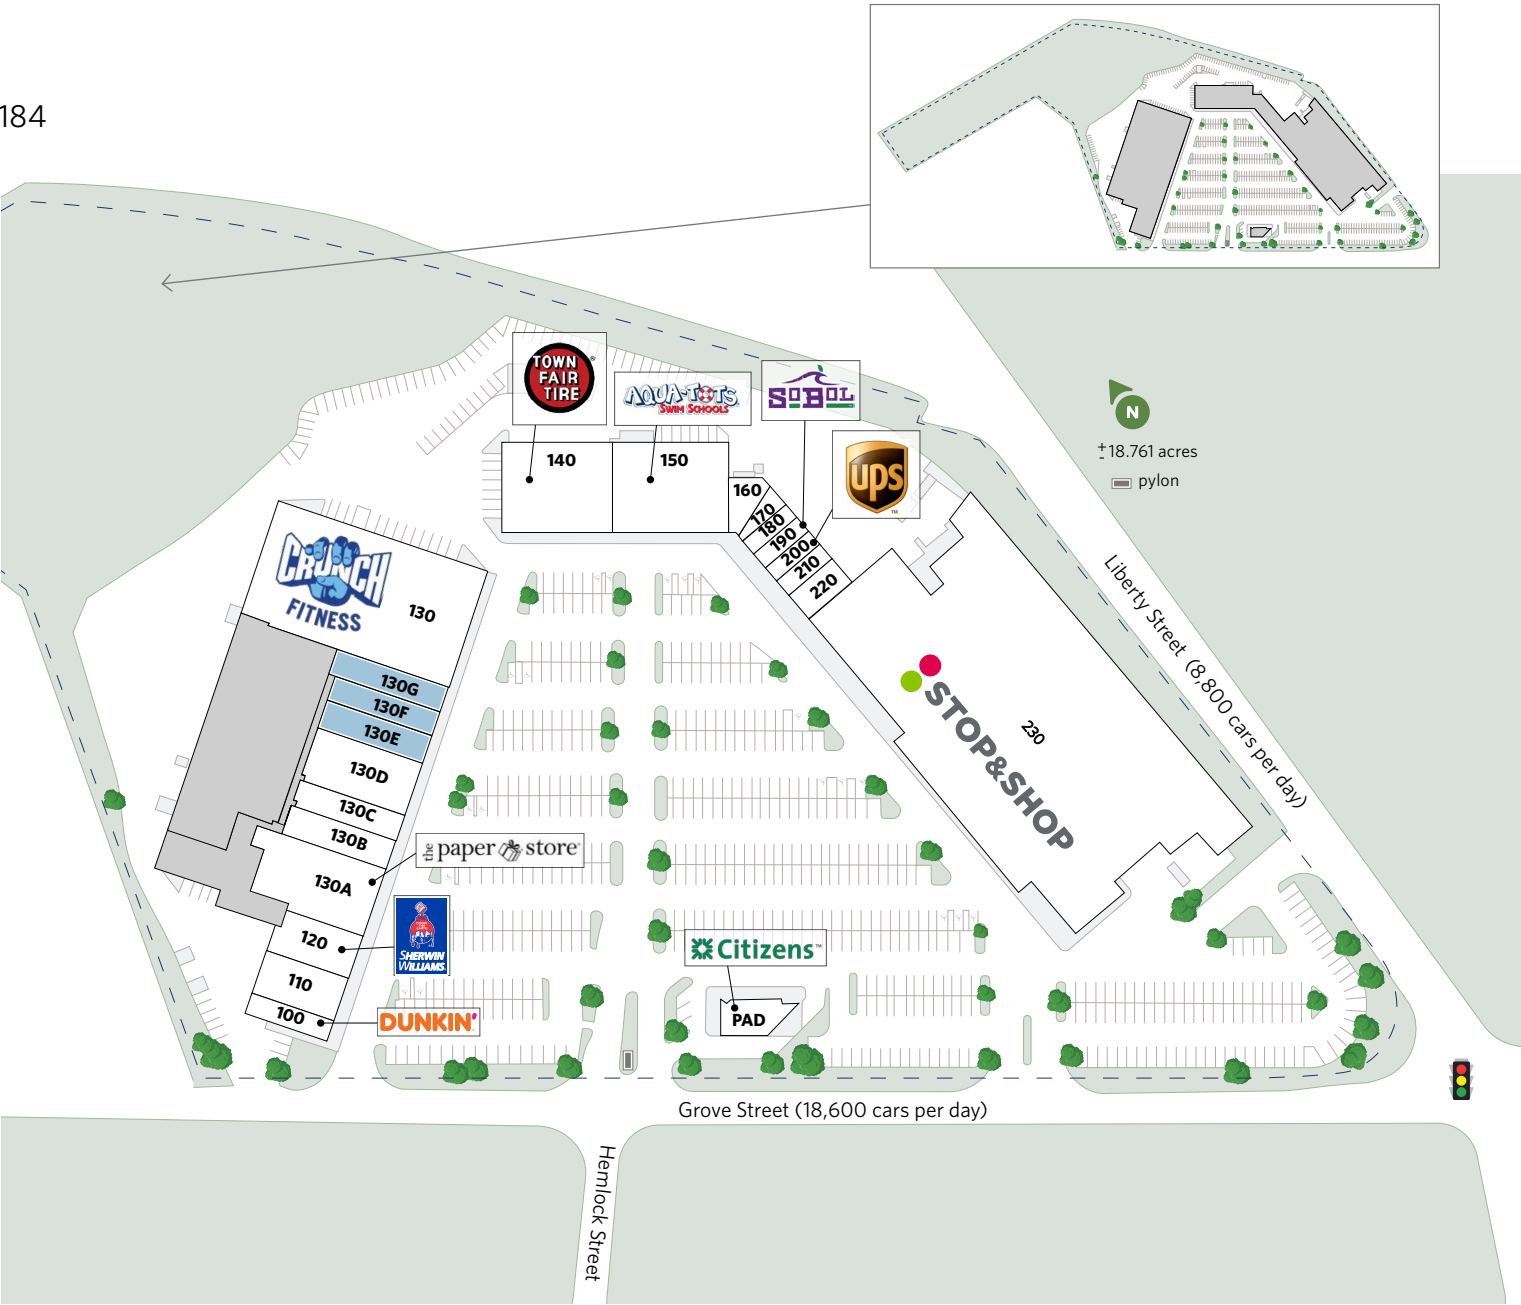 184
TOWN
FAIR
TIRE
®
AQUA-TOTS
SWIM SCHOOLS
SOBOL
ups
™
N
+
- 18.761 acres
pylon
140
150
160
170
180
190
200
210
220
CRUNCH
FITNESS
130
130G
130F
130E
130D
130C
130B
130A
the paper store
120
SHERWIN
WILLIAMS.
110
100
DUNKIN'
STOP&SHOP
230
Liberty Street (8,800 cars per day)
Citizens™
PAD
Grove Street (18,600 cars per day)
Hemlock Street